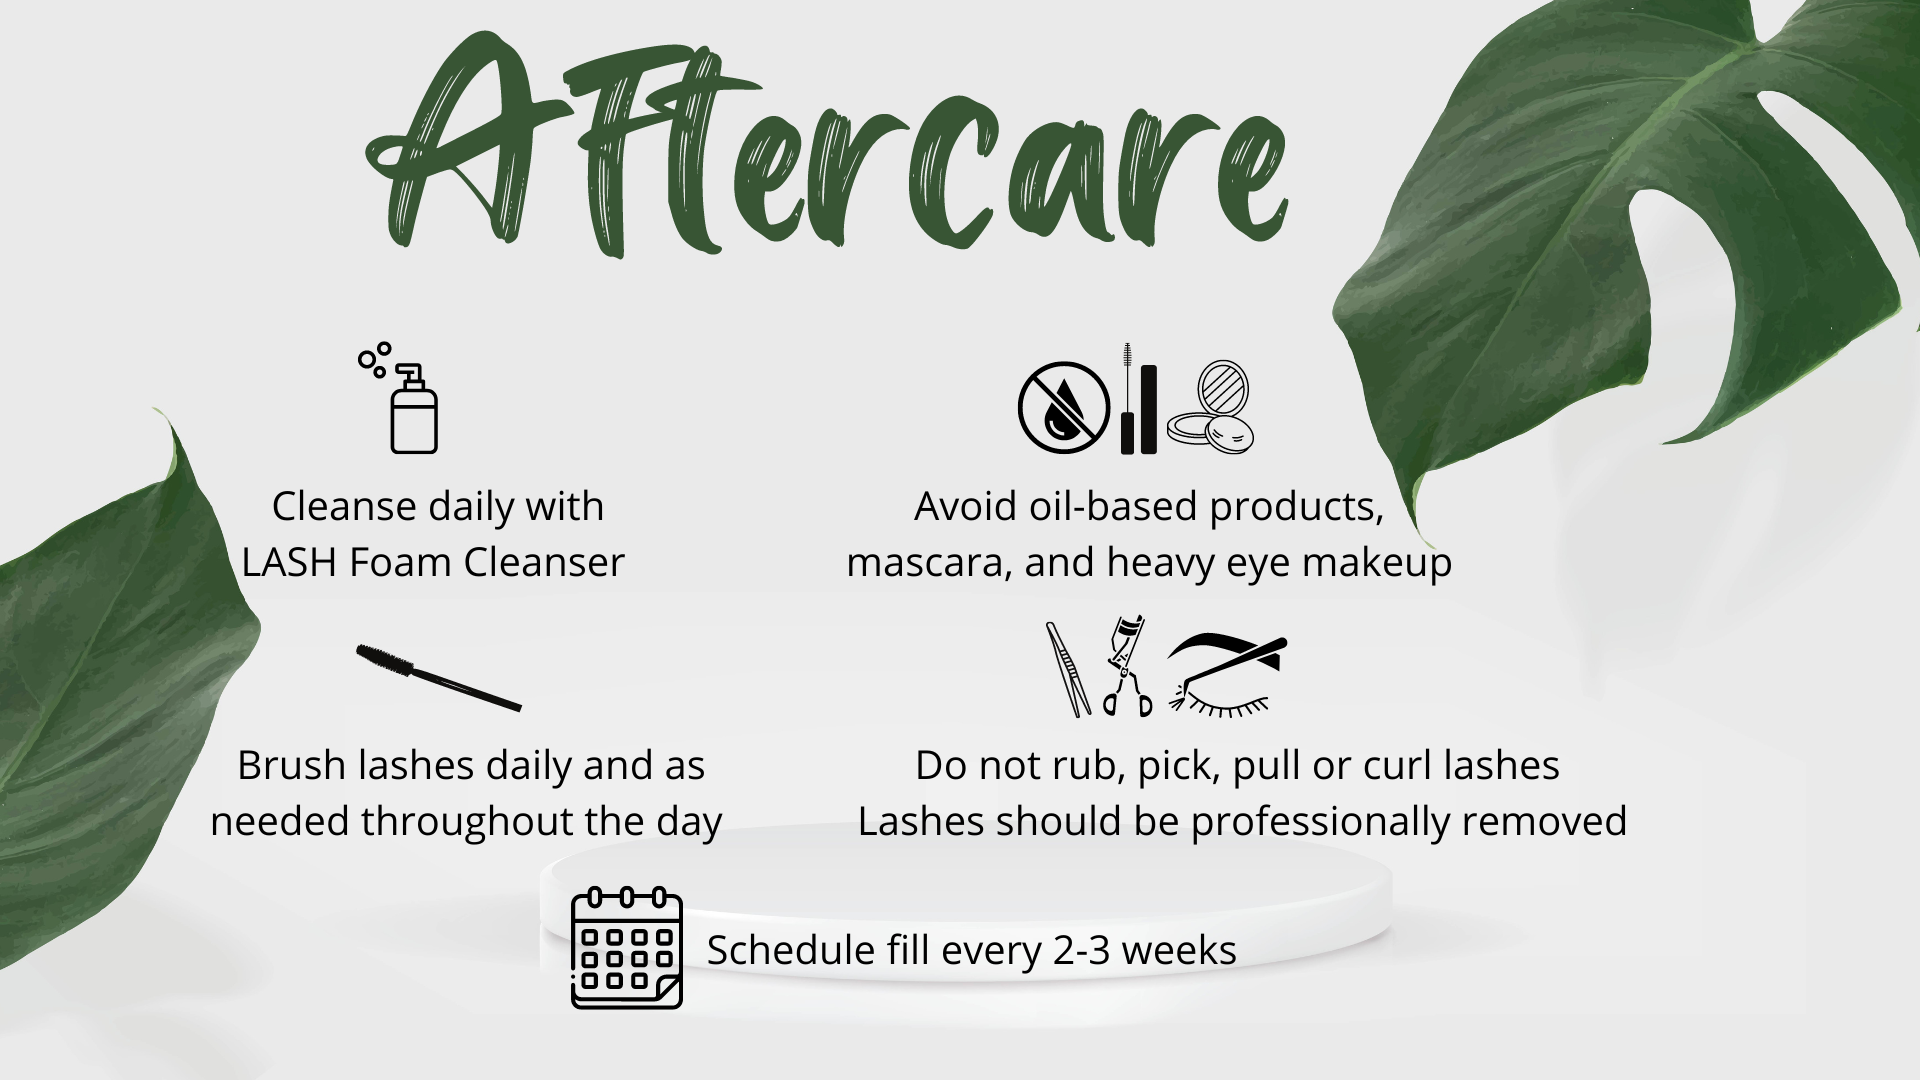 Aftercare
Cleanse daily with
LASH Foam Cleanser
Avoid oil-based products,
mascara, and heavy eye makeup
Brush lashes daily and as
needed throughout the day
Do not rub, pick, pull or curl lashes
Lashes should be professionally removed
Schedule fill every 2-3 weeks